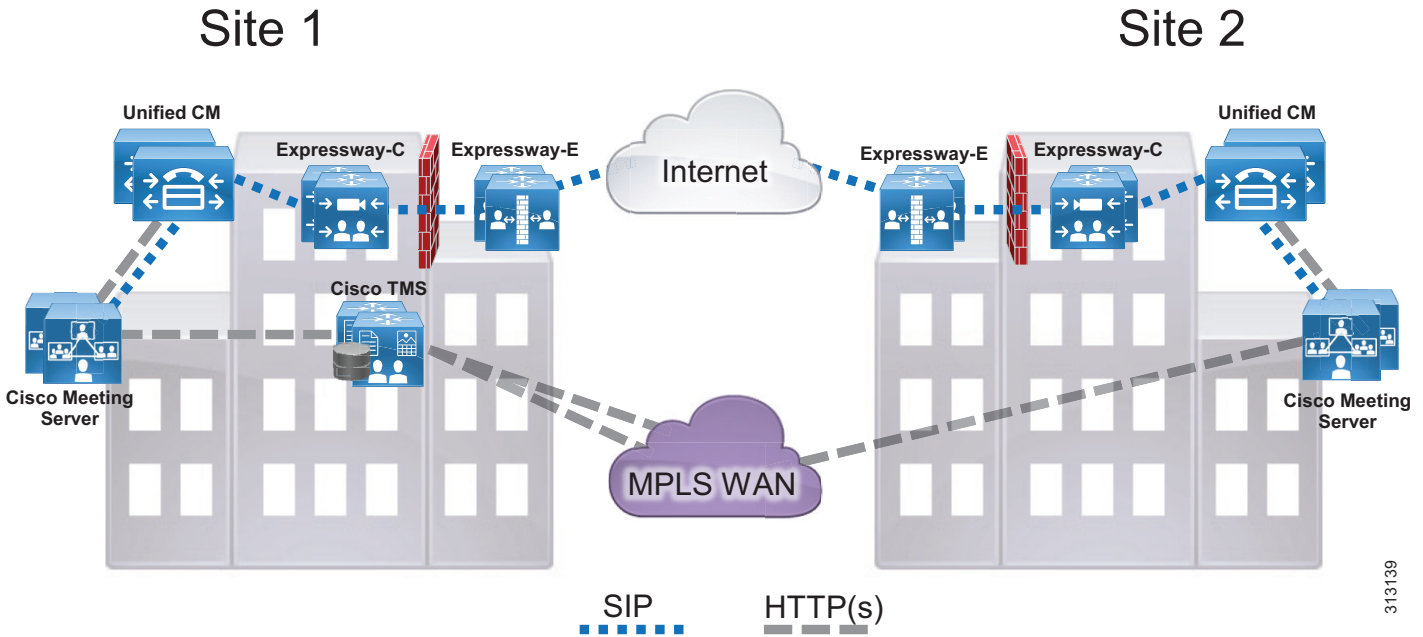 Site 1
Site 2
Unified CM
Expressway-C
Expressway-E
Internet
Expressway-E
Expressway-C
Unified CM
Cisco TMS
Cisco Meeting
Server
Cisco Meeting
Server
MPLS WAN
SIP
HTTP(s)
313139